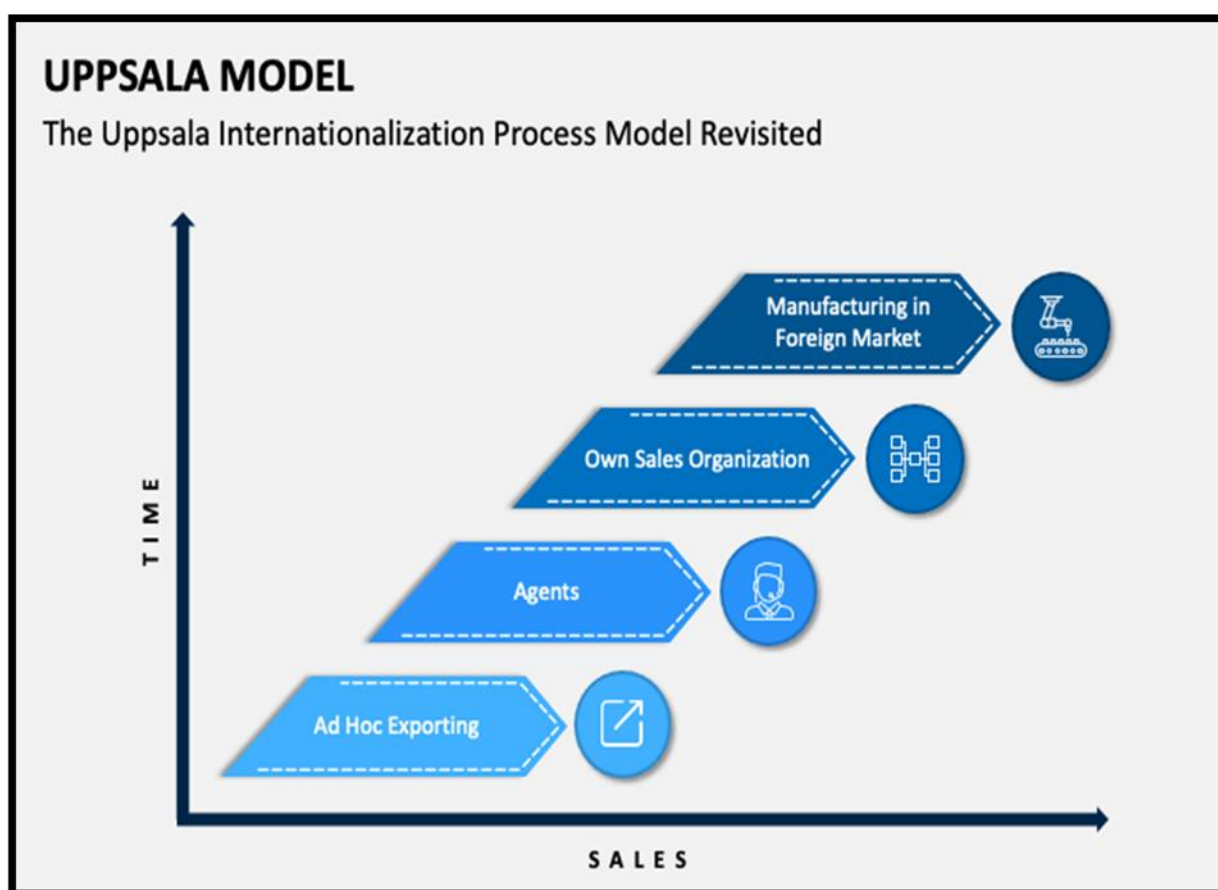 UPPSALA MODEL
The Uppsala Internationalization Process Model Revisited
Manufacturing in
Foreign Market
Own Sales Organization
Agents
Ad Hoc Exporting
TIME
SALES